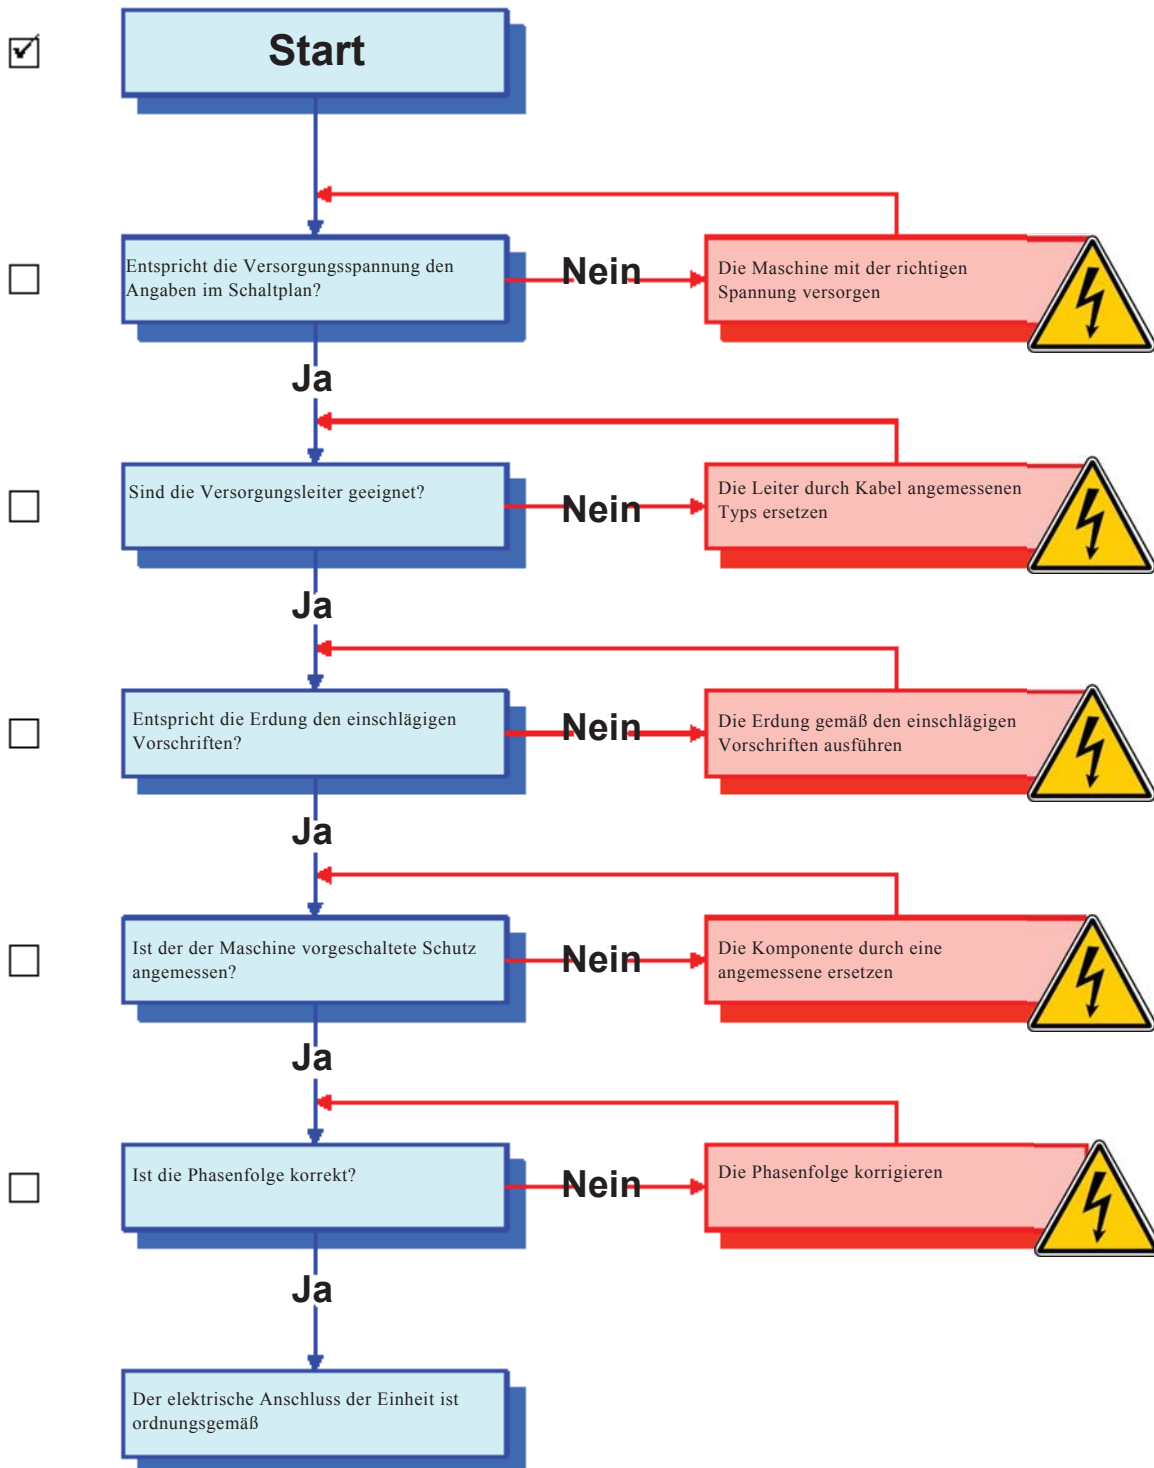 Start
Entspricht die Versorgungsspannung den
Angaben im Schaltplan?
Nein
Die Maschine mit der richtigen
Spannung versorgen
Ja
Sind die Versorgungsleiter geeignet?
Nein
Die Leiter durch Kabel angemessenen
Typs ersetzen
Ja
Entspricht die Erdung den einschlägigen
Vorschriften?
Nein
Die Erdung gemäß den einschlägigen
Vorschriften ausführen
Ja
Ist der der Maschine vorgeschaltete Schutz
angemessen?
Nein
Die Komponente durch eine
angemessene ersetzen
Ja
Ist die Phasenfolge korrekt?
Nein
Die Phasenfolge korrigieren
Ja
Der elektrische Anschluss der Einheit ist
ordnungsgemäß